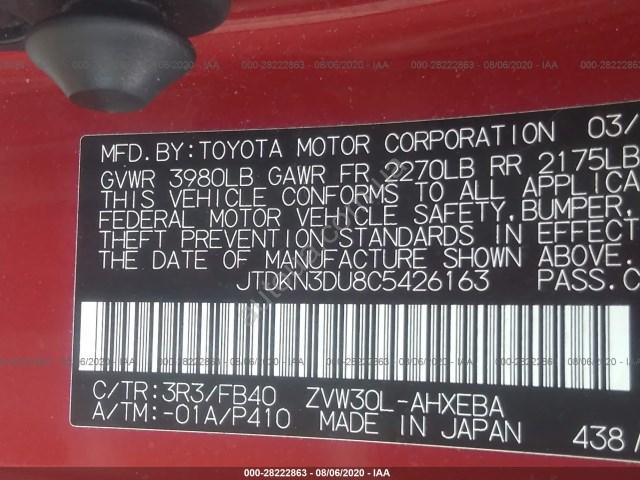 000-28222863 - 08/06/2020 - IAA
MFD. BY: TOYOTA MOTOR CORPORATION 03/
GVWR 3980LB GAWR FR 2270LB RR 2175LB
THIS VEHICLE CONFORMS TO ALL APPLICA
FEDERAL MOTOR VEHICLE SAFETY, BUMPER,
THEFT PREVENTION STANDARDS IN EFFECT
THE DATE OF MANUFACTURE SHOWN ABOVE.
JTDKN3DU8C5426163 PASS.C
C/TR:3R3/FB40 ZVW30L-AHXEBA
A/TM:-01A/P410 MADE IN JAPAN 438/
000-28222863 - 08/06/2020 - IAA